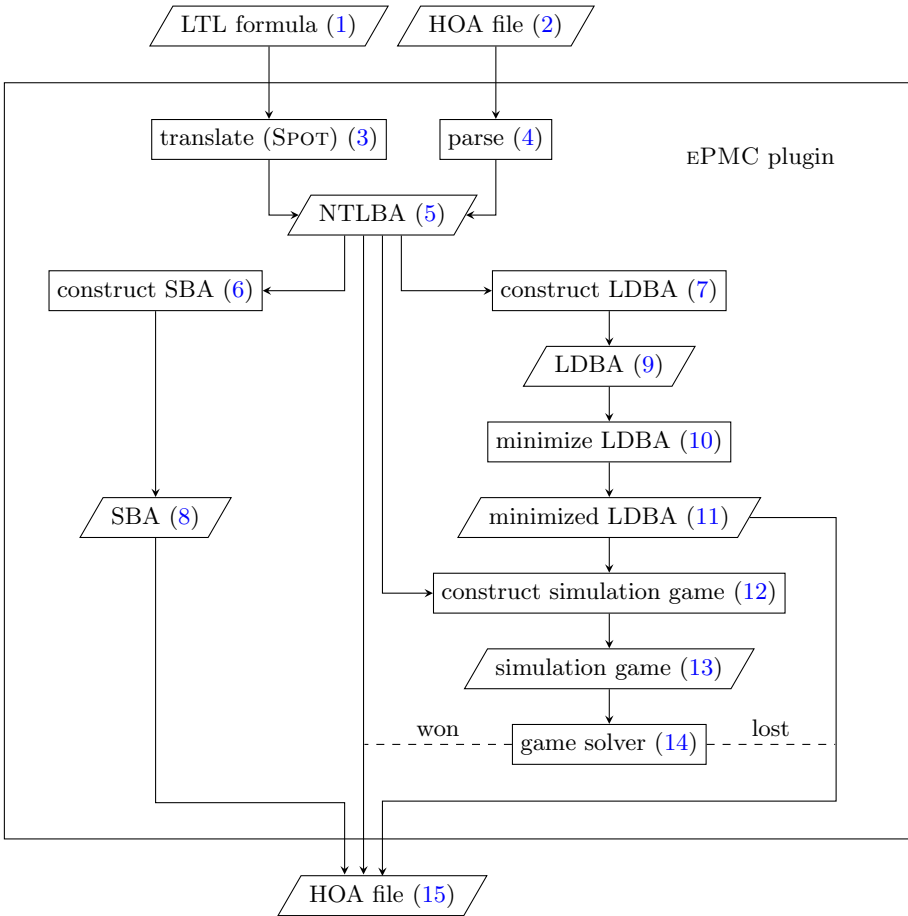 LTL formula (1)
HOA file (2)
translate (SPOT) (3)
parse (4)
EPMC plugin
NTLBA (5)
construct SBA (6)
construct LDBA (7)
LDBA (9)
minimize LDBA (10)
SBA (8)
minimized LDBA (11)
construct simulation game (12)
simulation game (13)
won
game solver (14)
lost
HOA file (15)